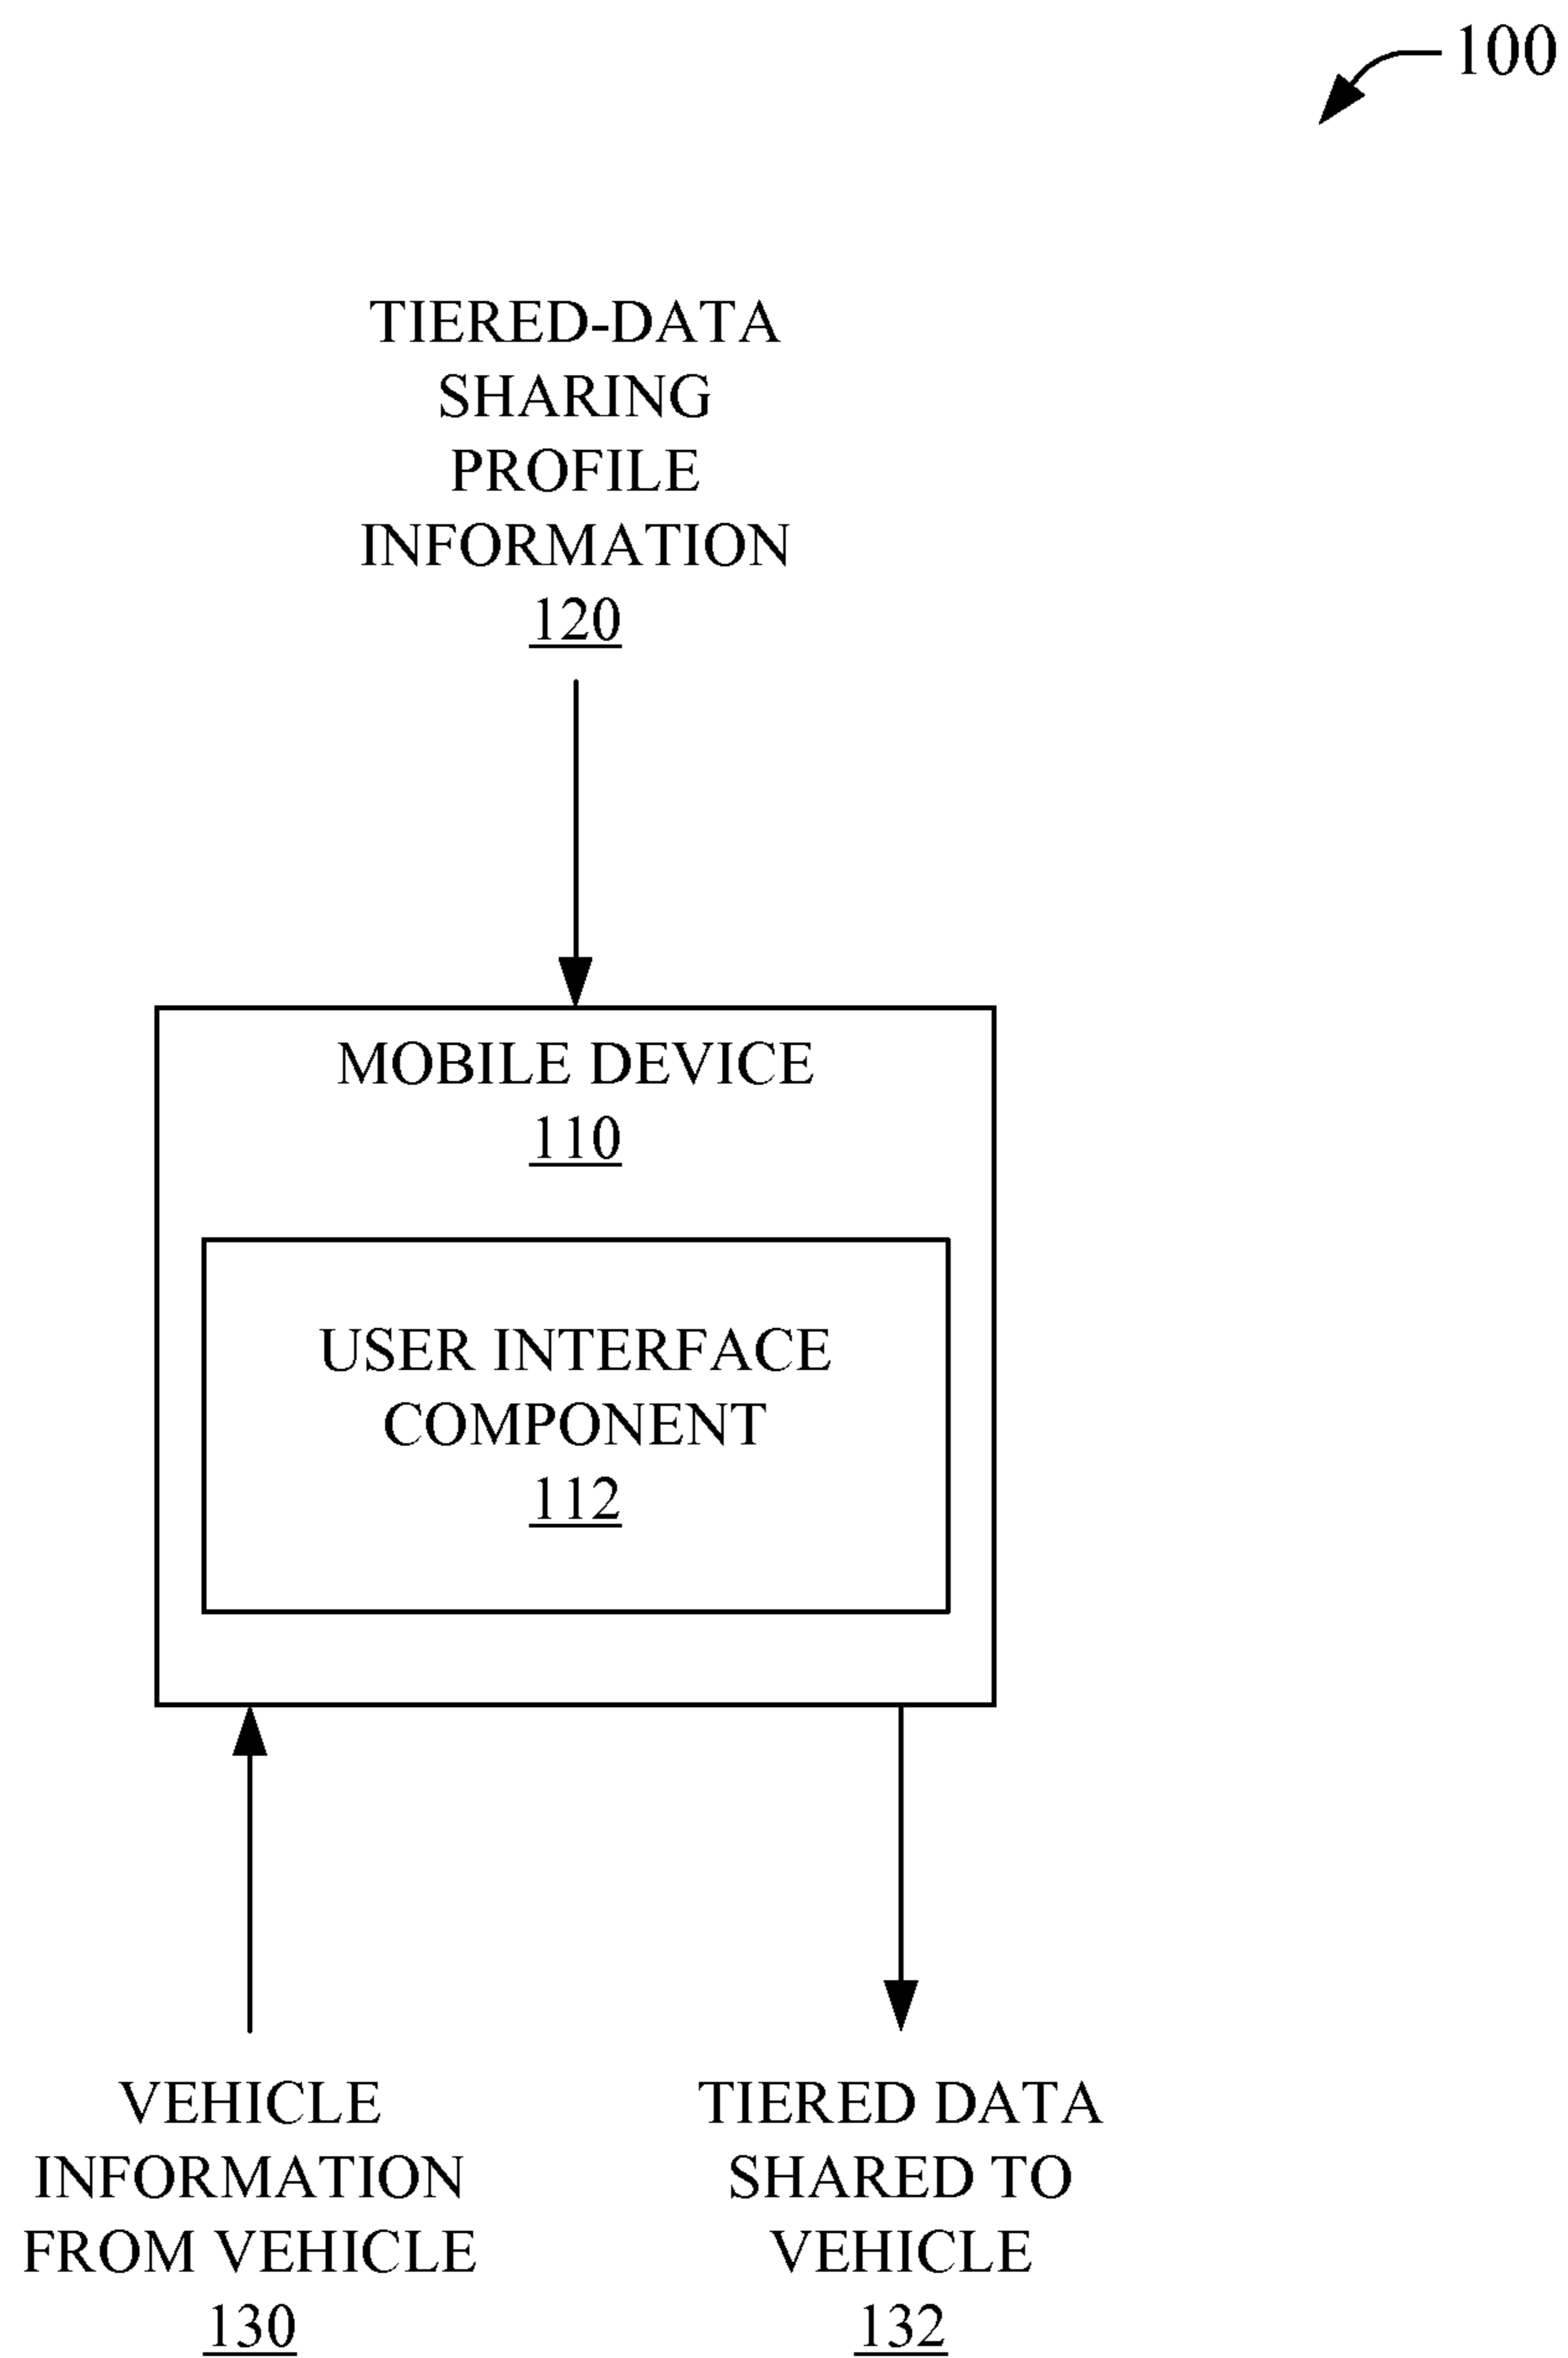 100
TIERED-DATA
SHARING
PROFILE
INFORMATION
120
MOBILE DEVICE
110
USER INTERFACE
COMPONENT
112
VEHICLE
INFORMATION
FROM VEHICLE
130
TIERED DATA
SHARED TO
VEHICLE
132